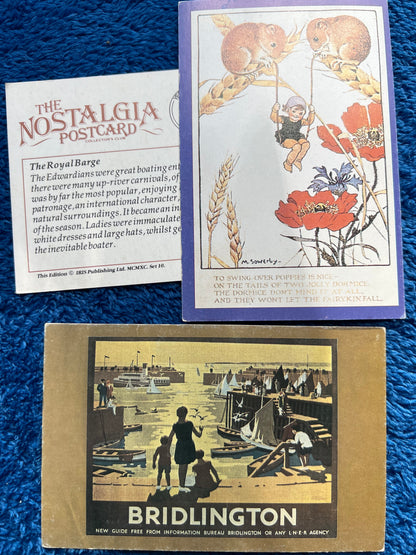 THE
NOSTALGIA
POSTCARD
COLLECTOR'S CLUB
The Royal Barge
The Edwardians were great boating ent
there were many up-river carnivals, of
was by far the most popular, enjoying
patronage, an international character,
natural surroundings. It became an in
of season. Ladies were immaculate
white dresses and large hats, whilst ge
the inevitable boater.
This Edition © IRIS Publishing Ltd. MCMXC. Set 10.
M. Sowerby-
TO SWING OVER POPPIES IS NICE—
ON THE TAILS OF TWO JOLLY DORMICE.
THE DORMICE DON'T MIND IT AT ALL,
AND THEY WON'T LET THE FAIRYKIN FALL.
BRIDLINGTON
NEW GUIDE FREE FROM INFORMATION BUREAU BRIDLINGTON OR ANY L·N·E·R AGENCY